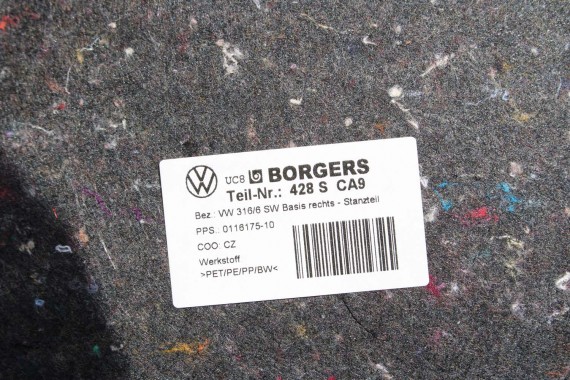 UCB BORGERS
Teil-Nr.: 428 S CA9
Bez.: VW 316/6 SW Basis rechts - Stanzteil
PPS.: 0116175-10
COO: CZ
Werkstoff
>PET/PE/PP/BW<